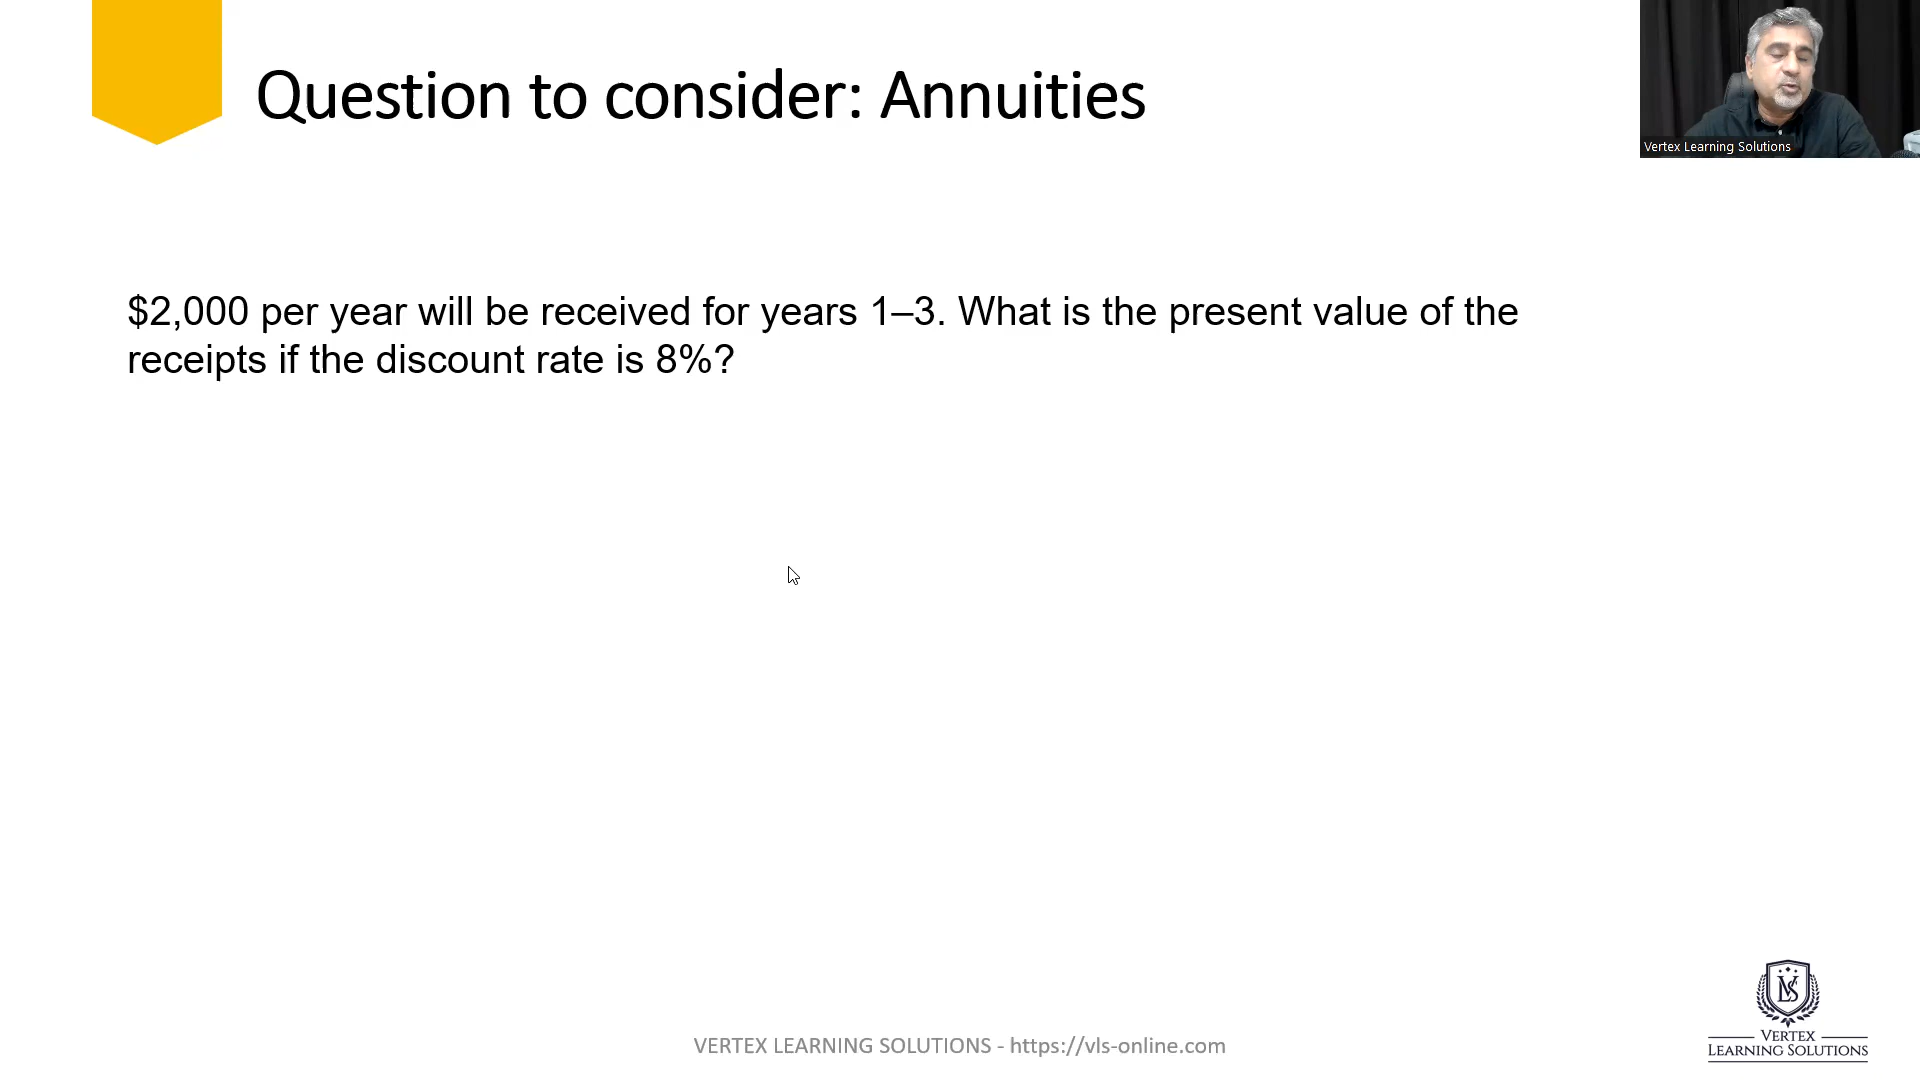 Question to consider: Annuities
Vertex Learning Solutions
$2,000 per year will be received for years 1–3. What is the present value of the
receipts if the discount rate is 8%?
VERTEX LEARNING SOLUTIONS - https://vls-online.com
VLS
VERTEX
LEARNING SOLUTIONS